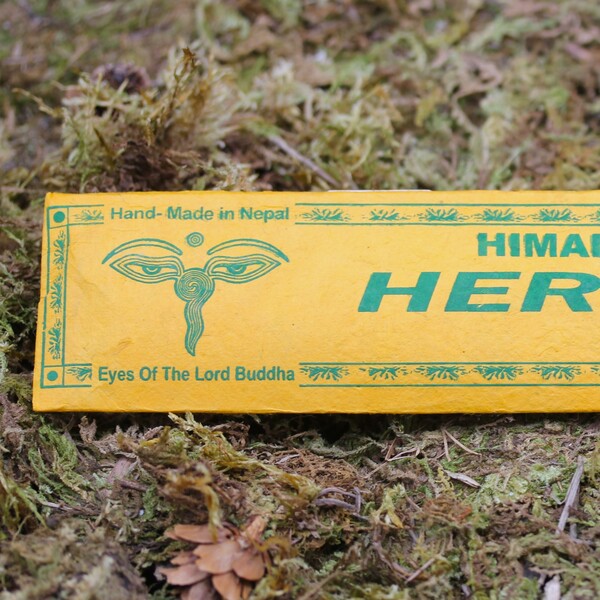 Hand- Made in Nepal
HIMA
HER
Eyes Of The Lord Buddha